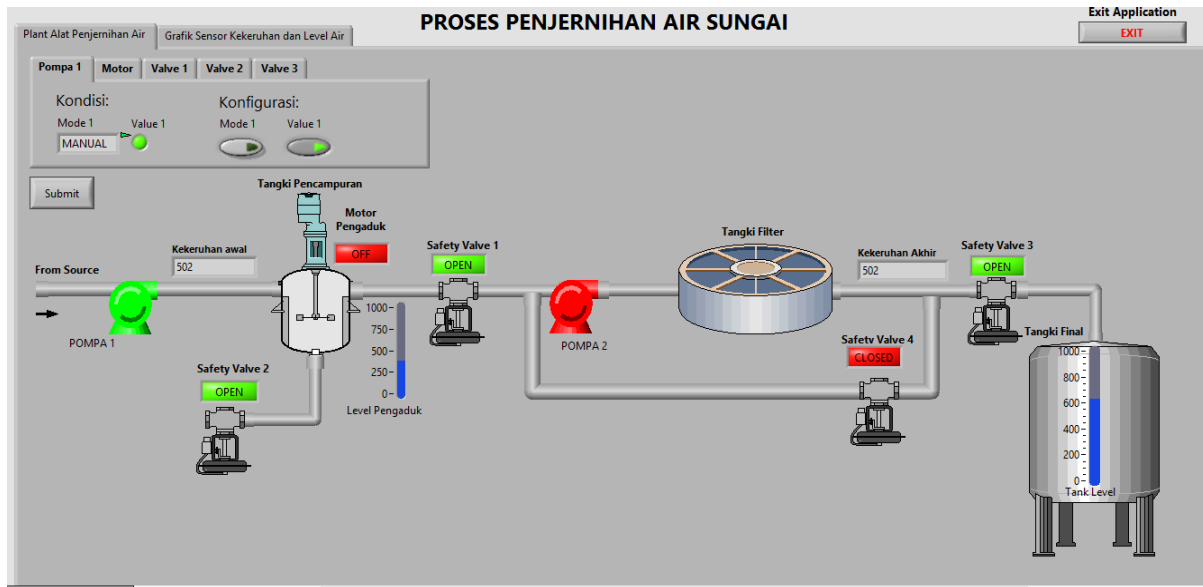 PROSES PENJERNIHAN AIR SUNGAI
Exit Application
EXIT
Plant Alat Penjernihan Air
Grafik Sensor Kekeruhan dan Level Air
Pompa 1
Motor
Valve 1
Valve 2
Valve 3
Kondisi:
Konfigurasi:
Mode 1
Value 1
Mode 1
Value 1
MANUAL
Submit
Tangki Pencampuran
Motor
Pengaduk
OFF
Kekeruhan awal
502
From Source
POMPA 1
Safety Valve 1
OPEN
1000
750
500
250
0
Level Pengaduk
Safety Valve 2
OPEN
POMPA 2
Tangki Filter
Kekeruhan Akhir
502
Safety Valve 3
OPEN
Safety Valve 4
CLOSED
Tangki Final
1000
800
600
400
200
0
Tank Level